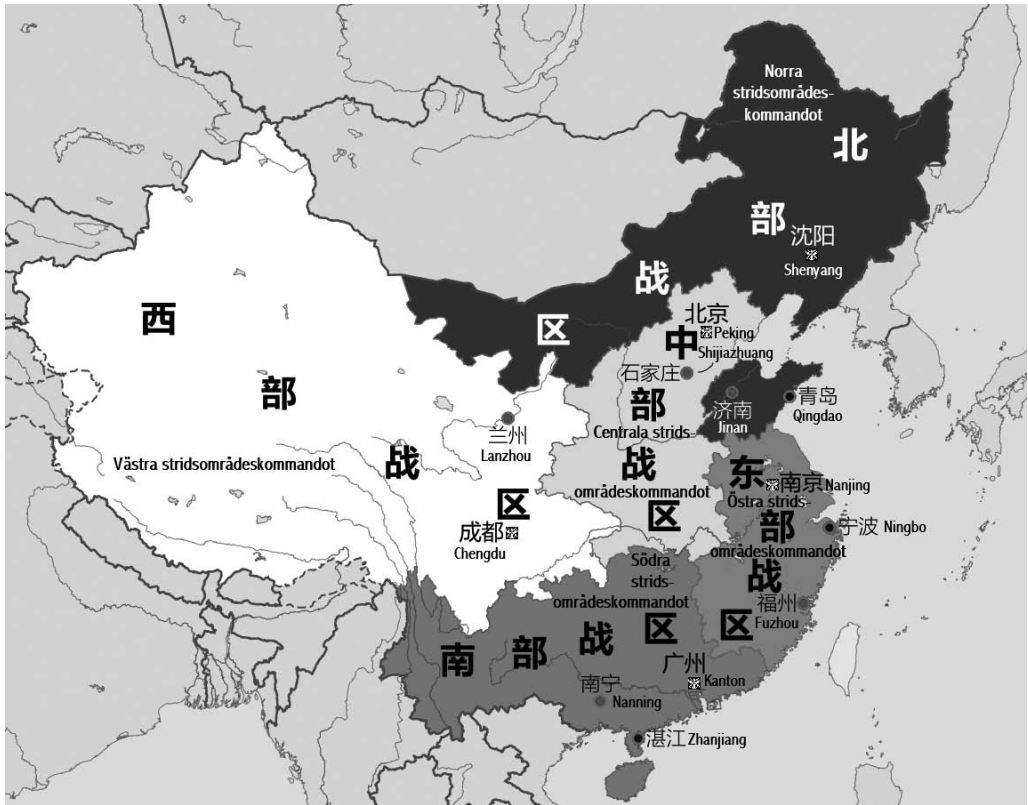 Norra
stridsområdes-
kommandot
北
部
战
区
沈阳
Shenyang
西
部
战
区
Västra stridsområdeskommandot
兰州
Lanzhou
成都
Chengdu
北京
Peking
中
部
战
区
Shijiazhuang
石家庄
Centrala strids-
områdeskommandot
济南
Jinan
青岛
Qingdao
东
部
战
区
南京 Nanjing
Östra strids-
områdeskommandot
宁波 Ningbo
福州
Fuzhou
Södra
strids-
områdeskommandot
南 部 战 区
广州
Kanton
南宁
Nanning
湛江 Zhanjiang